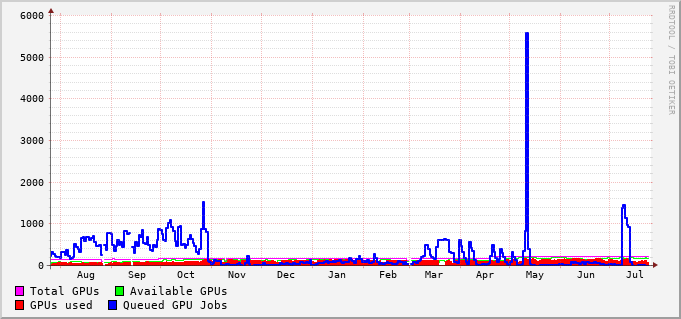 6000
5000
4000
3000
2000
1000
0
Aug Sep Oct Nov Dec Jan Feb Mar Apr May Jun Jul
Total GPUs Available GPUs
GPUs used Queued GPU Jobs
RRDTOOL / TOBI OETIKER